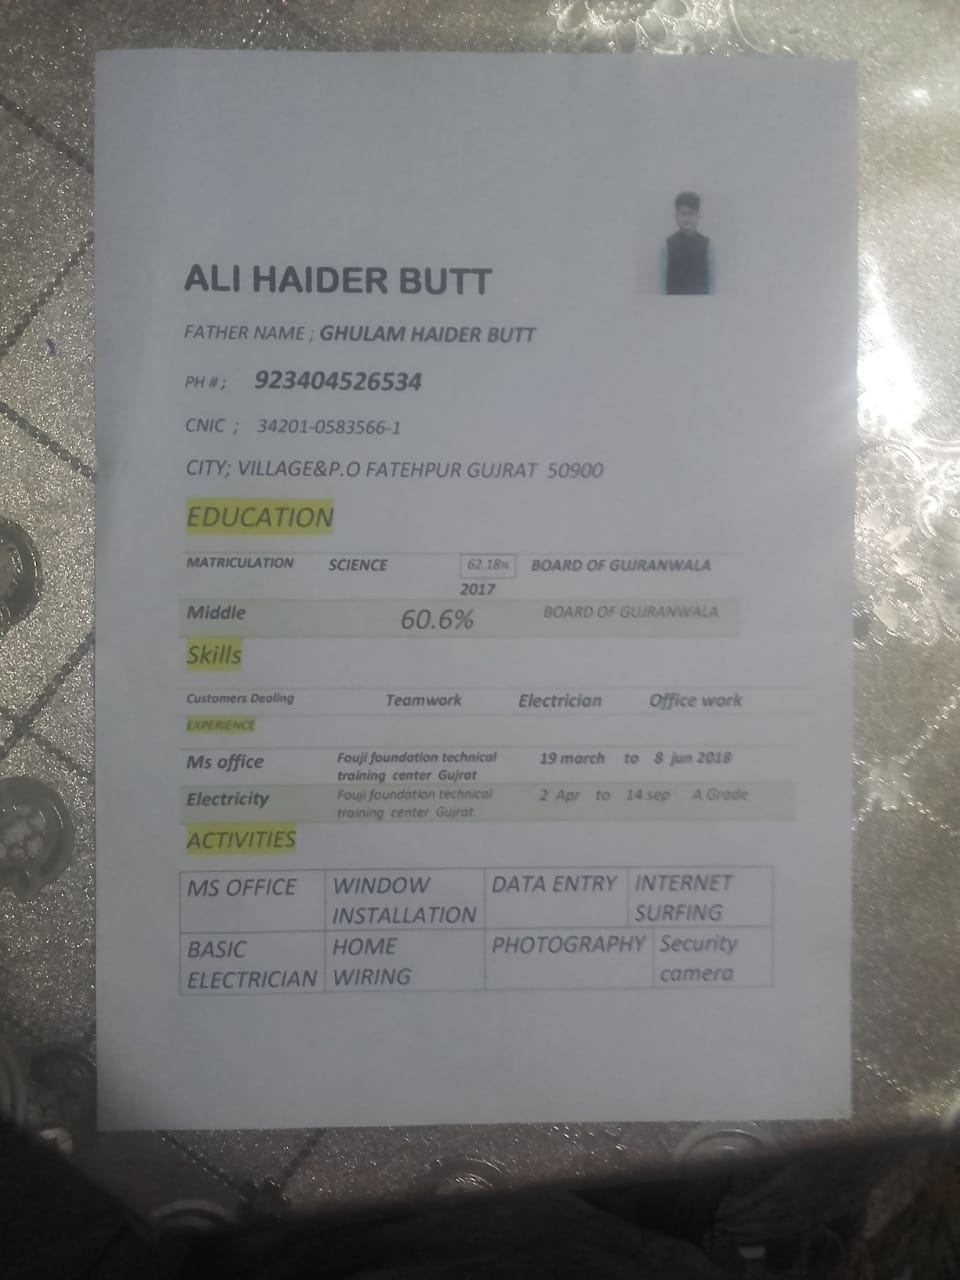 ALI HAIDER BUTT
FATHER NAME ; GHULAM HAIDER BUTT
PH # ; 923404526534
CNIC ; 34201-0583566-1
CITY; VILLAGE&P.O FATEHPUR GUJRAT 50900
EDUCATION
MATRICULATION SCIENCE 62.18% BOARD OF GUJRANWALA
2017
Middle 60.6% BOARD OF GUJRANWALA
Skills
Customers Dealing Teamwork Electrician Office work
EXPERIENCE
Ms office Fouji foundation technical 19 march to 8 jun 2018
training center Gujrat
Electricity Fouji foundation technical 2 Apr to 14 sep A Grade
training center Gujrat
ACTIVITIES
MS OFFICE WINDOW DATA ENTRY INTERNET
INSTALLATION SURFING
BASIC HOME PHOTOGRAPHY Security
ELECTRICIAN WIRING camera